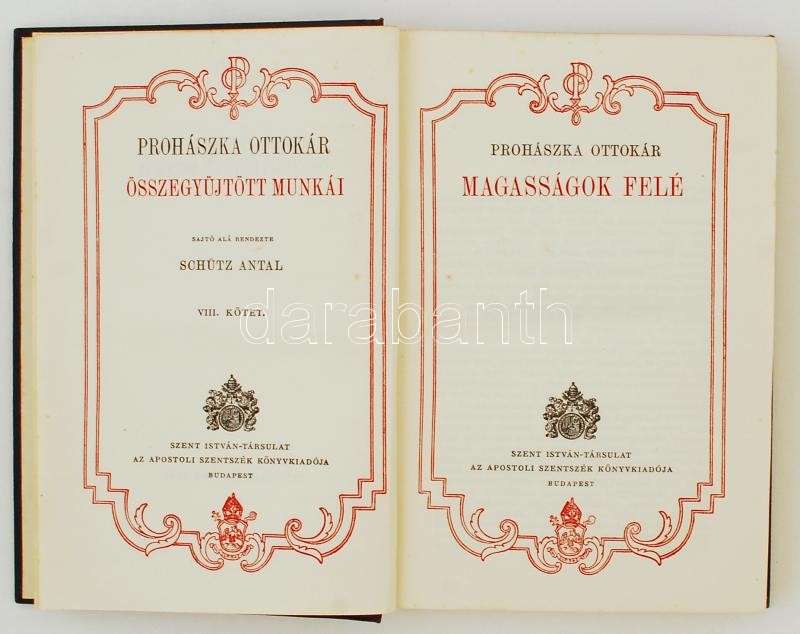 PROHÁSZKA OTTOKÁR
ÖSSZEGYŰJTÖTT MUNKÁI
SAJTÓ ALÁ RENDEZTE
SCHÜTZ ANTAL
VIII. KÖTET.
SZENT ISTVÁN-TÁRSULAT
AZ APOSTOLI SZENTSZÉK KÖNYVKIADÓJA
BUDAPEST
PROHÁSZKA OTTOKÁR
MAGASSÁGOK FELÉ
SZENT ISTVÁN-TÁRSULAT
AZ APOSTOLI SZENTSZÉK KÖNYVKIADÓJA
BUDAPEST
darabanth